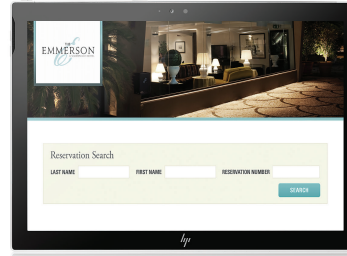 EMMERSON
Reservation Search
LAST NAME FIRST NAME RESERVATION NUMBER
SEARCH
hp